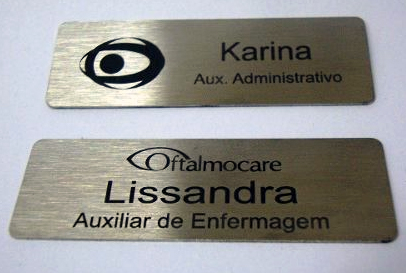 Karina
Aux. Administrativo
Oftalmocare
Lissandra
Auxiliar de Enfermagem